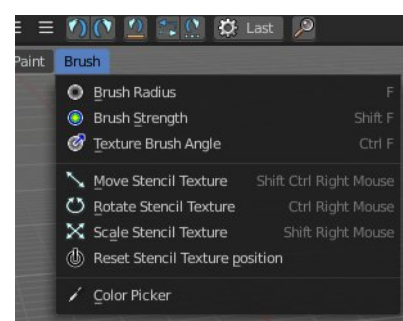 Last
Paint Brush
Brush Radius F
Brush Strength Shift F
Texture Brush Angle Ctrl F
Move Stencil Texture Shift Ctrl Right Mouse
Rotate Stencil Texture Ctrl Right Mouse
Scale Stencil Texture Shift Right Mouse
Reset Stencil Texture position
Color Picker